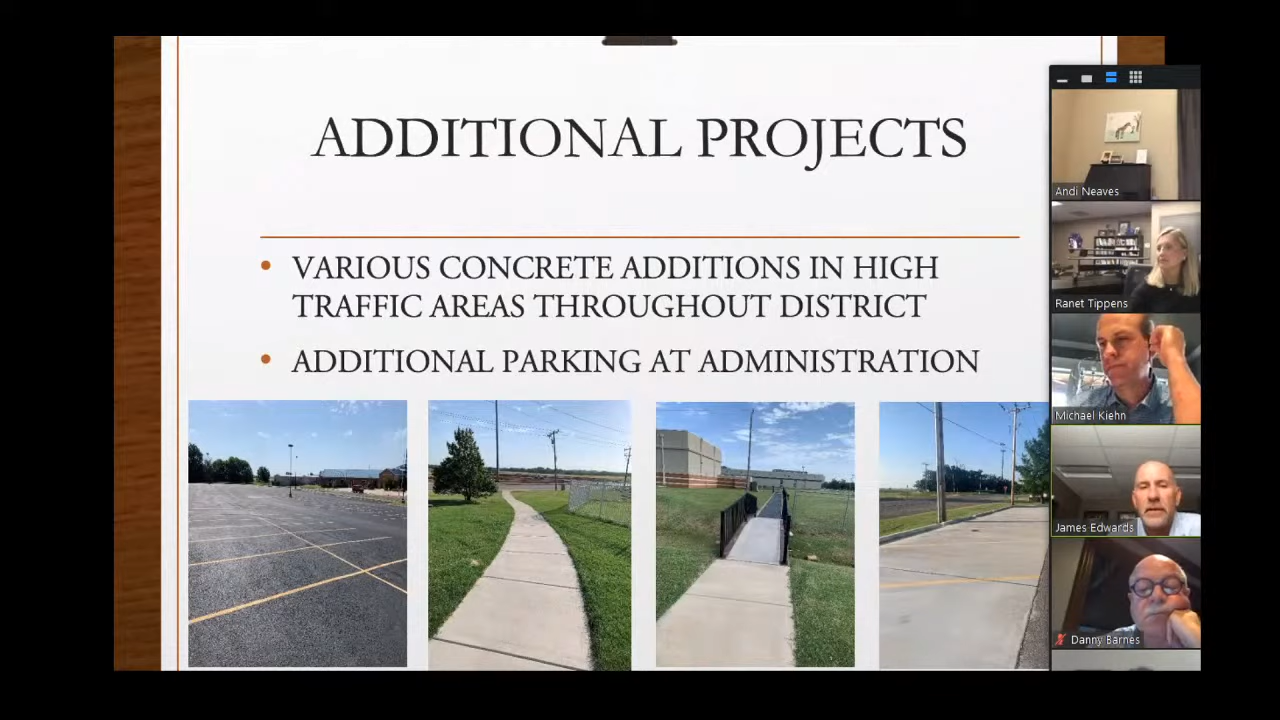 ADDITIONAL PROJECTS
• VARIOUS CONCRETE ADDITIONS IN HIGH
TRAFFIC AREAS THROUGHOUT DISTRICT
• ADDITIONAL PARKING AT ADMINISTRATION
Andi Neaves
Ranet Tippens
Michael Kiehn
James Edwards
Danny Barnes